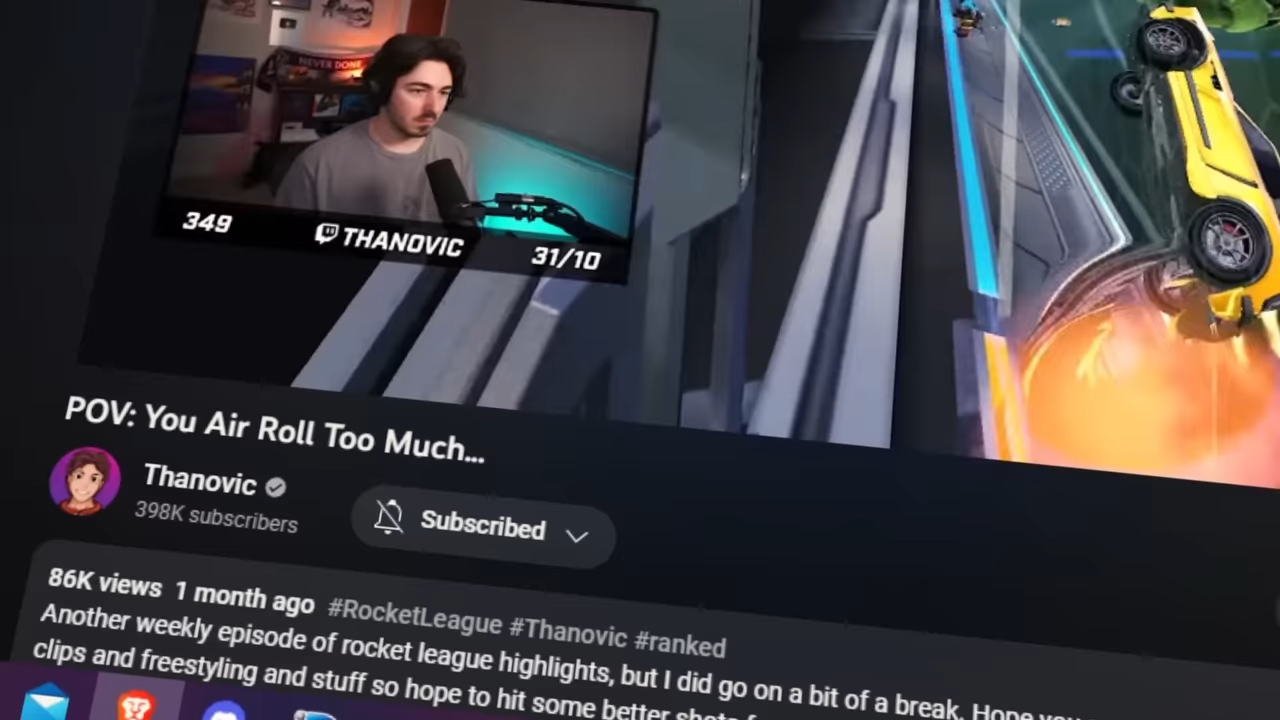 NEVER DONE
349
THANOVIC
31/10
POV: You Air Roll Too Much...
Thanovic
398K subscribers
Subscribed
86K views 1 month ago #RocketLeague #Thanovic #ranked
Another weekly episode of rocket league highlights, but I did go on a bit of a break. Hope you
clips and freestyling and stuff so hope to hit some better shots